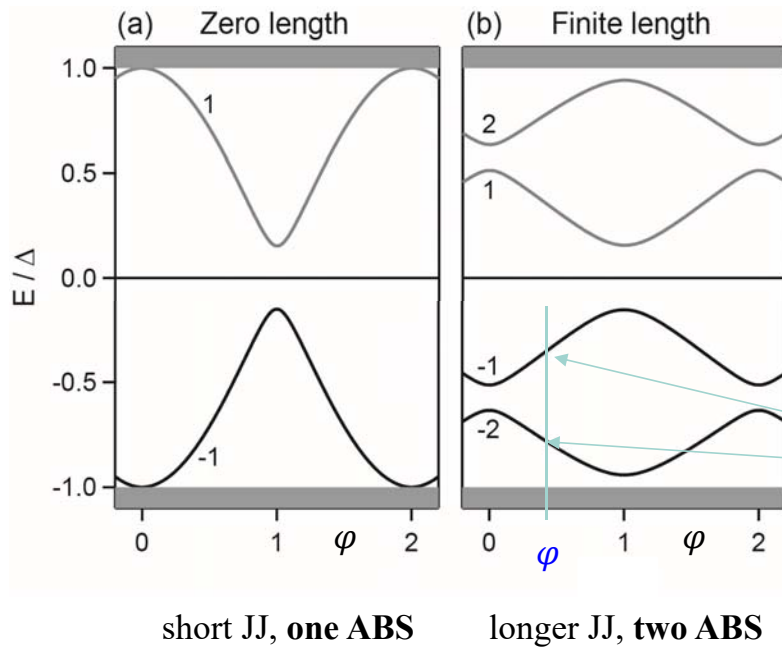 (a) Zero length
(b) Finite length
E / Δ
1.0
0.5
0.0
-0.5
-1.0
1
-1
2
1
-1
-2
0 1 φ 2
0 φ 1 φ 2
short JJ, one ABS
longer JJ, two ABS